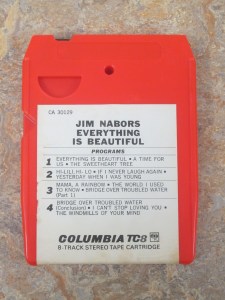 CA 30129
JIM NABORS
EVERYTHING
IS BEAUTIFUL
PROGRAMS
1 EVERYTHING IS BEAUTIFUL • A TIME FOR
US • THE SWEETHEART TREE
2 HI-LILI, HI-LO • IF I NEVER LAUGH AGAIN •
YESTERDAY WHEN I WAS YOUNG
3 MAMA, A RAINBOW • THE WORLD I USED
TO KNOW • BRIDGE OVER TROUBLED WATER
(Part 1)
4 BRIDGE OVER TROUBLED WATER
(Conclusion) • I CAN'T STOP LOVING YOU •
THE WINDMILLS OF YOUR MIND
COLUMBIA TC8
8-TRACK STEREO TAPE CARTRIDGE